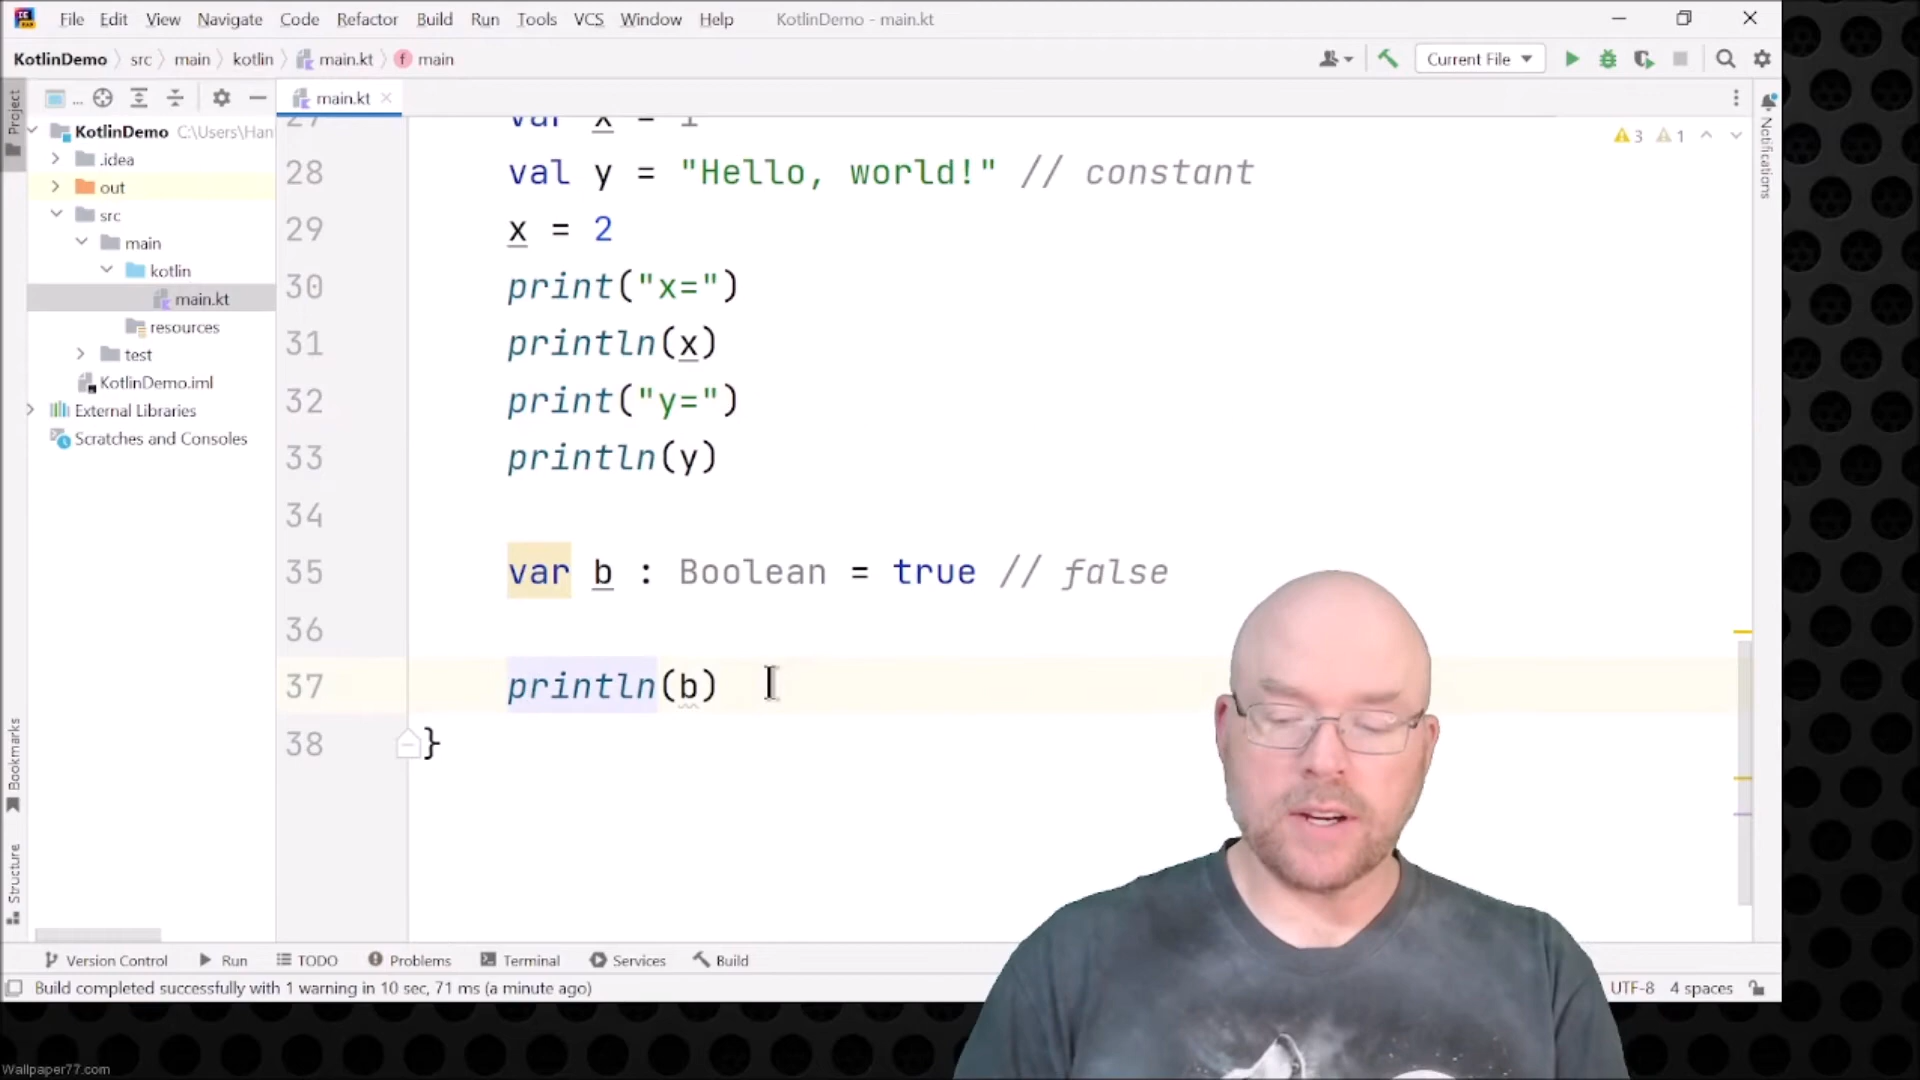 File Edit View Navigate Code Refactor Build Run Tools VCS Window Help KotlinDemo - main.kt
KotlinDemo src main kotlin main.kt main Current File
Project ... main.kt
KotlinDemo C:\Users\Han
.idea
out
src
main
kotlin
main.kt
resources
test
KotlinDemo.iml
External Libraries
Scratches and Consoles
3 1
27 var x = 1
28 val y = "Hello, world!" // constant
29 x = 2
30 print("x=")
31 println(x)
32 print("y=")
33 println(y)
34
35 var b : Boolean = true // false
36
37 println(b)
38 }
Notifications
Bookmarks
Structure
Version Control Run TODO Problems Terminal Services Build
Build completed successfully with 1 warning in 10 sec, 71 ms (a minute ago) UTF-8 4 spaces
Wallpaper77.com